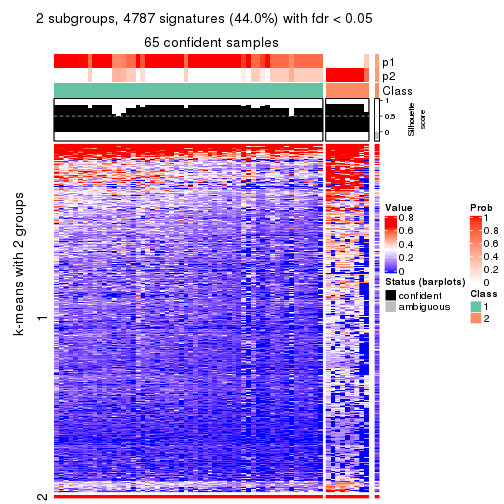 2 subgroups, 4787 signatures (44.0%) with fdr < 0.05
65 confident samples
p1
p2
Class
1
0.5
0
Silhouette
score
k-means with 2 groups
1
2
Value
0.8
0.6
0.4
0.2
0
Status (barplots)
confident
ambiguous
Prob
1
0.8
0.6
0.4
0.2
0
Class
1
2